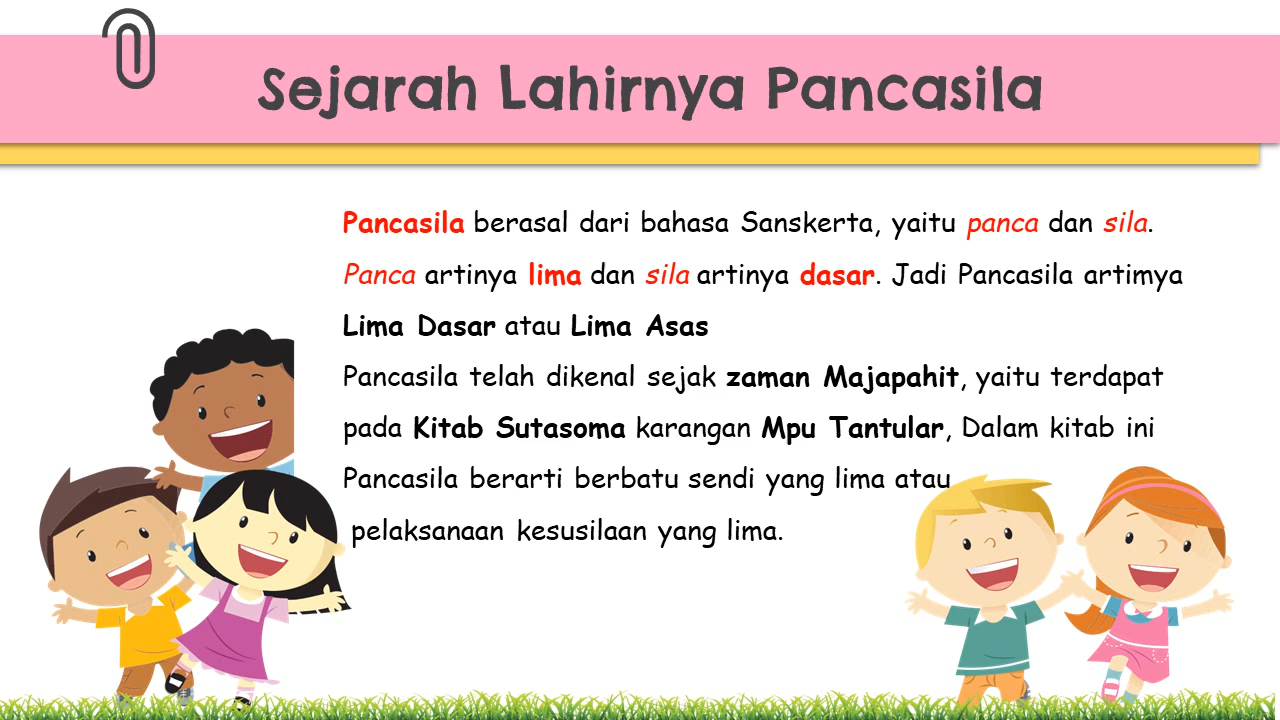 Sejarah Lahirnya Pancasila
Pancasila berasal dari bahasa Sanskerta, yaitu panca dan sila.
Panca artinya lima dan sila artinya dasar. Jadi Pancasila artimya
Lima Dasar atau Lima Asas
Pancasila telah dikenal sejak zaman Majapahit, yaitu terdapat
pada Kitab Sutasoma karangan Mpu Tantular, Dalam kitab ini
Pancasila berarti berbatu sendi yang lima atau
pelaksanaan kesusilaan yang lima.